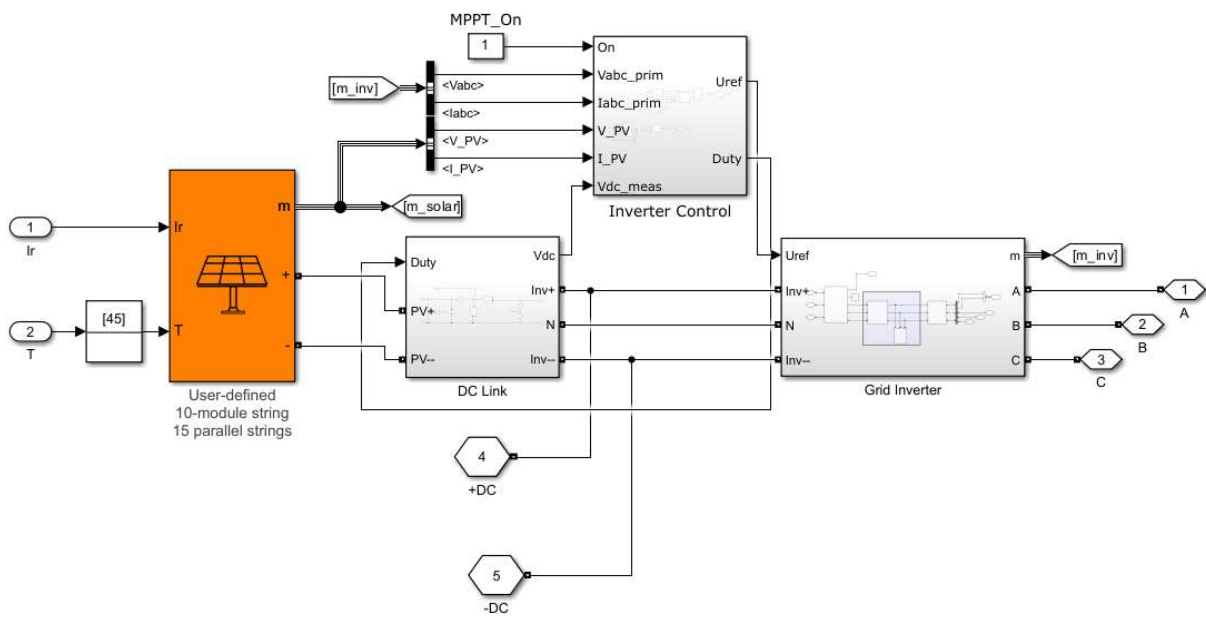 MPPT_On
1
On
[m_inv]
<Vabc>
Vabc_prim
Uref
<Iabc>
Iabc_prim
<V_PV>
V_PV
<I_PV>
I_PV
Duty
Vdc_meas
Inverter Control
m
[m_solar]
1
Ir
Ir
+
-
[45]
2
T
T
User-defined
10-module string
15 parallel strings
Duty
Vdc
PV+
Inv+
N
PV--
Inv--
DC Link
Uref
m
[m_inv]
Inv+
A
1
A
N
B
2
B
Inv--
C
3
C
Grid Inverter
4
+DC
5
-DC